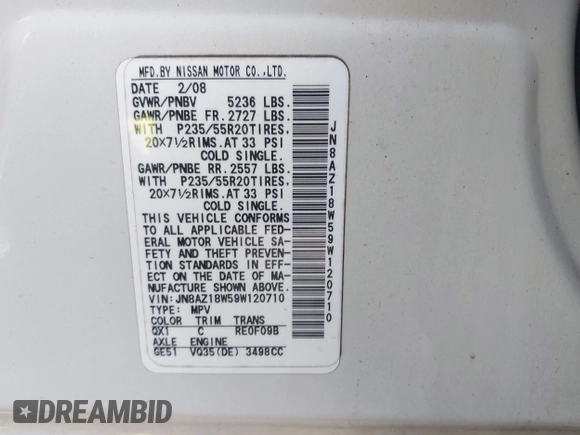 MFD.BY NISSAN MOTOR CO.,LTD.
DATE 2/08
GVWR/PNBV 5236 LBS.
GAWR/PNBE FR. 2727 LBS.
WITH P235/55R20TIRES,
20×7½RIMS.AT 33 PSI
COLD SINGLE.
GAWR/PNBE RR. 2557 LBS.
WITH P235/55R20TIRES,
20×7½RIMS.AT 33 PSI
COLD SINGLE.
THIS VEHICLE CONFORMS
TO ALL APPLICABLE FED-
ERAL MOTOR VEHICLE SA-
FETY AND THEFT PREVEN-
TION STANDARDS IN EFF-
ECT ON THE DATE OF MA-
NUFACTURE SHOWN ABOVE.
VIN:JN8AZ18W59W120710
TYPE: MPV
COLOR TRIM TRANS
QX1 C RE0F09B
AXLE ENGINE
GE51 VQ35(DE) 3498CC
JN8AZ18W59W120710
DREAMBID